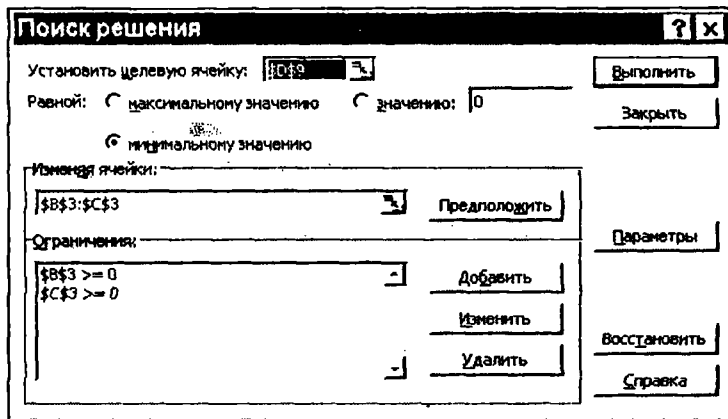 Поиск решения
Установить целевую ячейку: $D$9
Выполнить
Равной: максимальному значению значению: 0
Закрыть
минимальному значению
Изменяя ячейки:
$B$3:$C$3
Предположить
Параметры
Ограничения:
$B$3 >= 0
$C$3 >= 0
Добавить
Изменить
Удалить
Восстановить
Справка